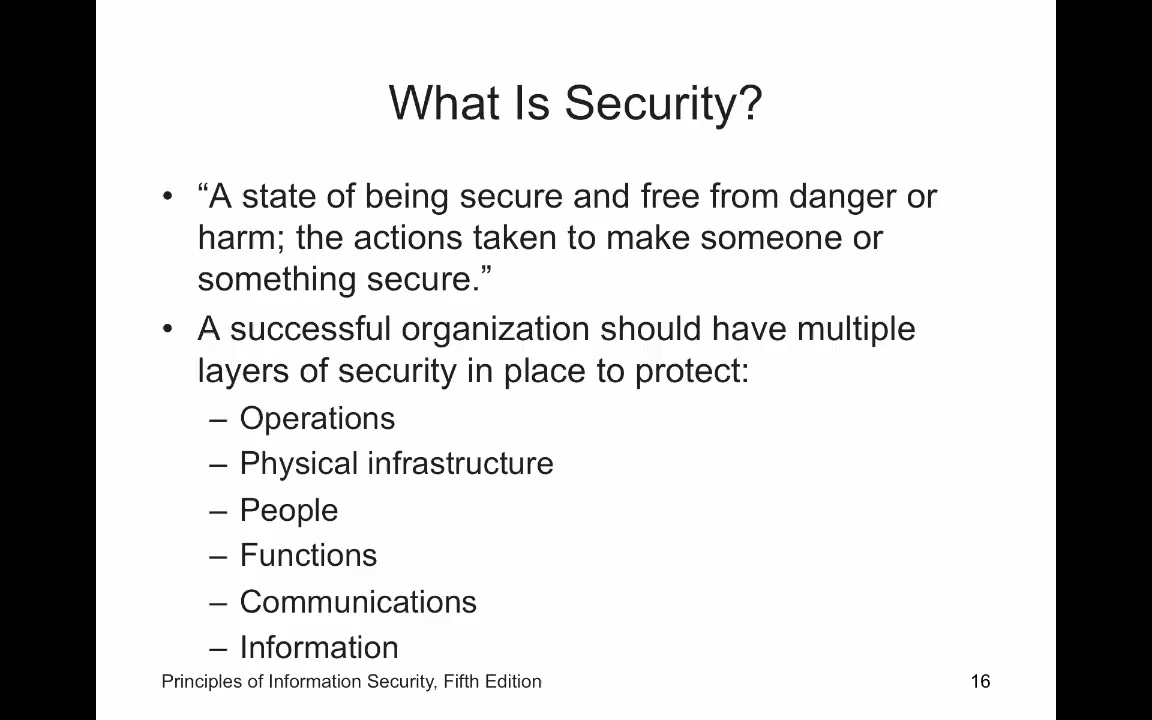 What Is Security?
• “A state of being secure and free from danger or
harm; the actions taken to make someone or
something secure.”
• A successful organization should have multiple
layers of security in place to protect:
– Operations
– Physical infrastructure
– People
– Functions
– Communications
– Information
Principles of Information Security, Fifth Edition 16